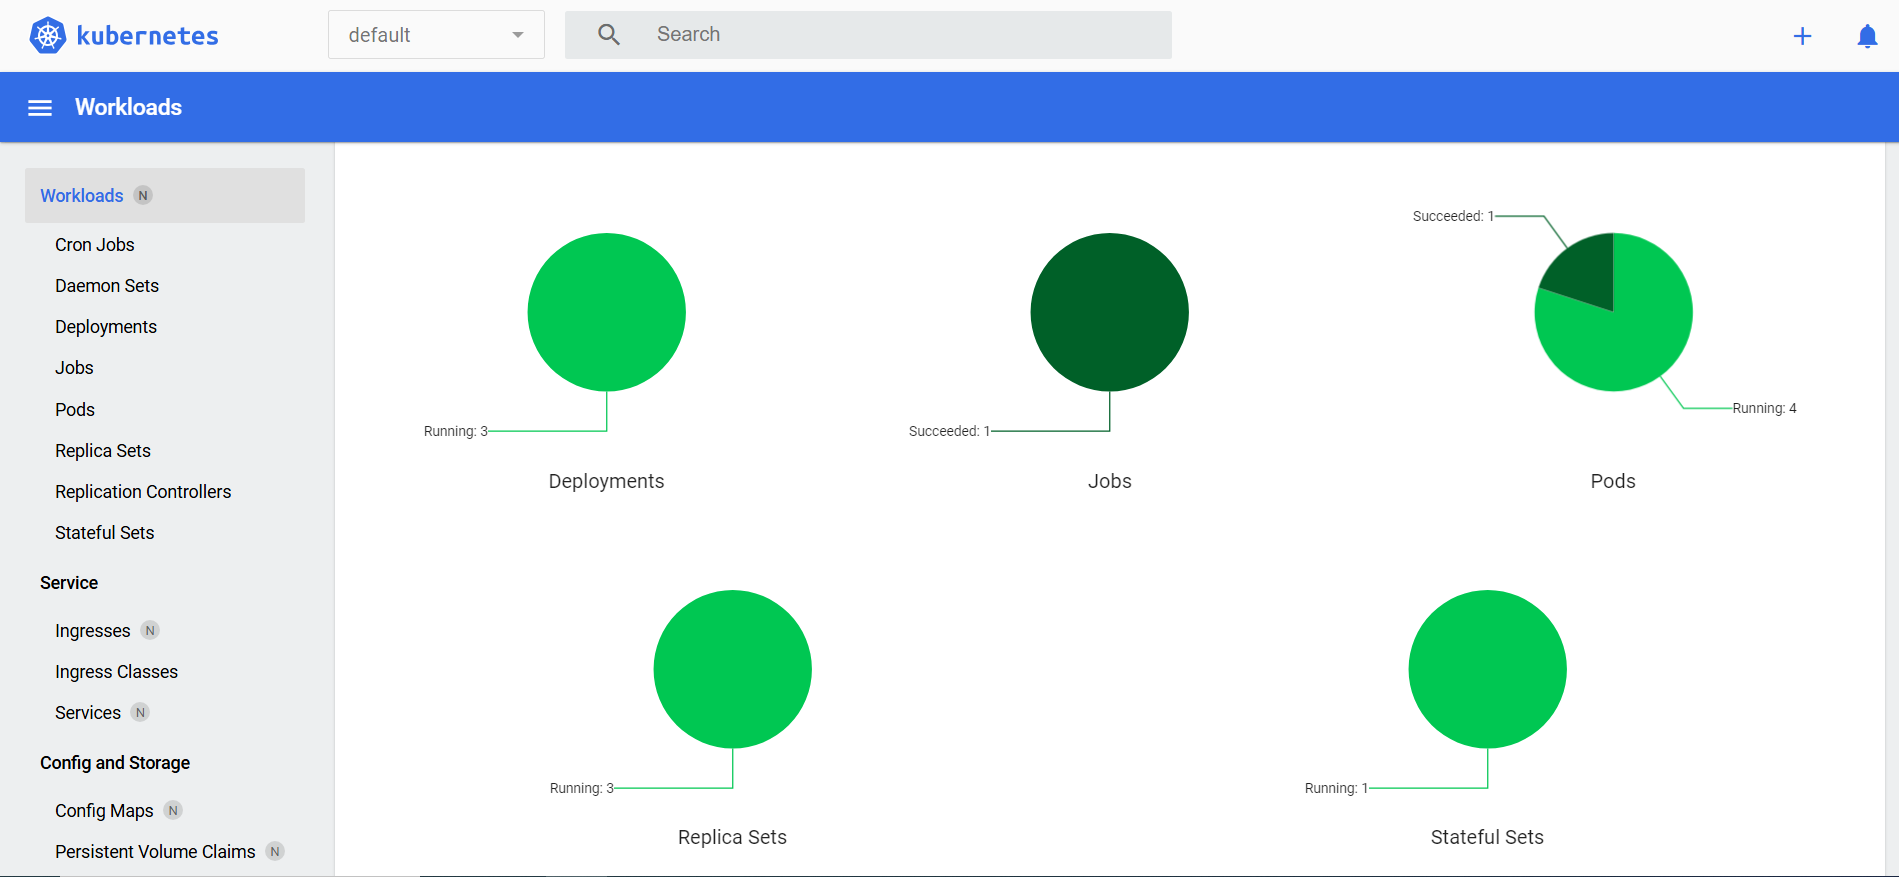 kubernetes
default
Search
Workloads
Workloads N
Cron Jobs
Daemon Sets
Deployments
Jobs
Pods
Replica Sets
Replication Controllers
Stateful Sets
Service
Ingresses N
Ingress Classes
Services N
Config and Storage
Config Maps N
Persistent Volume Claims N
Running: 3
Deployments
Succeeded: 1
Jobs
Succeeded: 1
Running: 4
Pods
Running: 3
Replica Sets
Running: 1
Stateful Sets